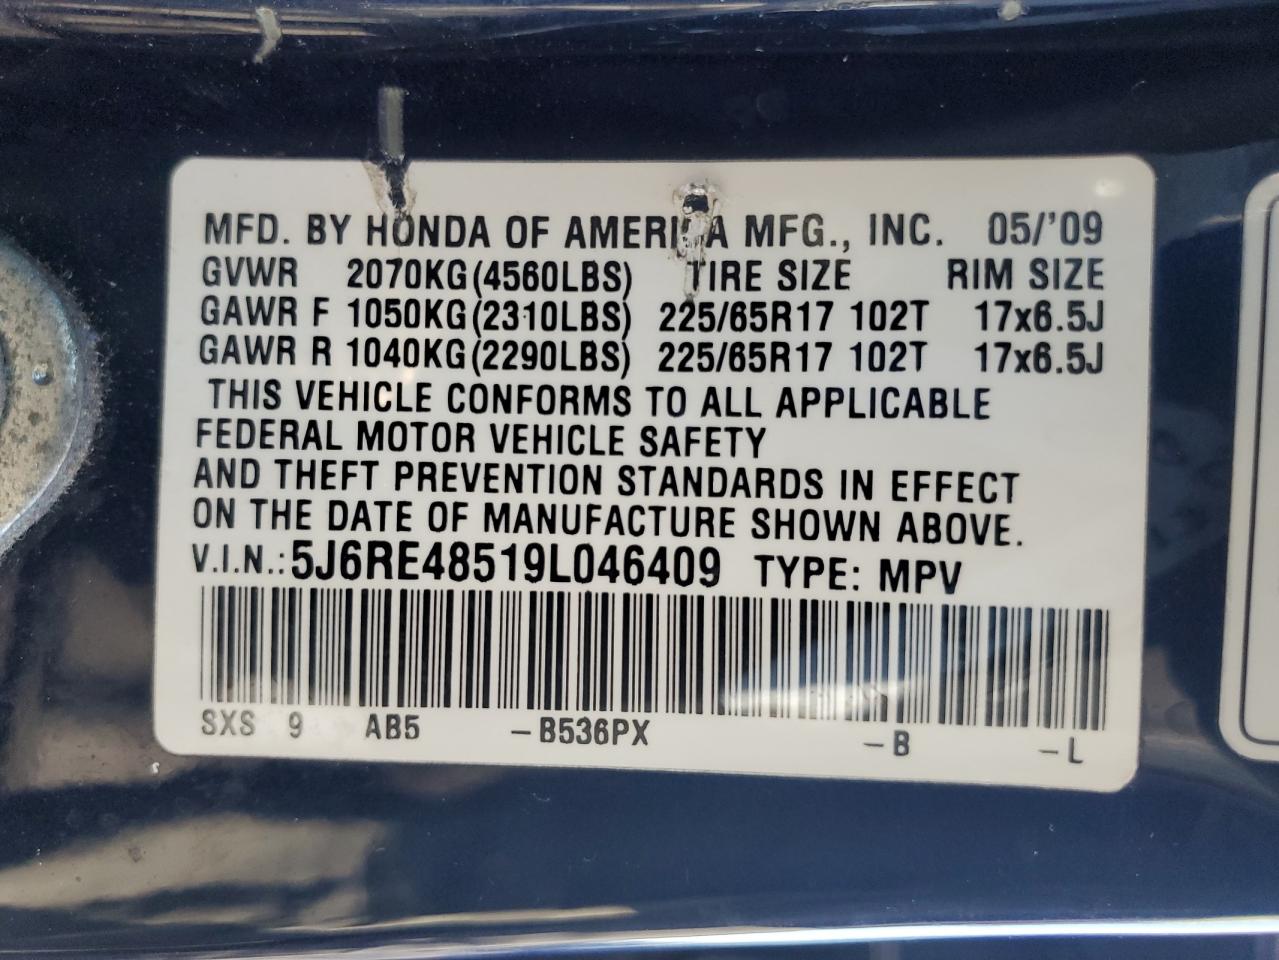 MFD. BY HONDA OF AMERICA MFG., INC. 05/'09
GVWR 2070KG(4560LBS) TIRE SIZE RIM SIZE
GAWR F 1050KG(2310LBS) 225/65R17 102T 17x6.5J
GAWR R 1040KG(2290LBS) 225/65R17 102T 17x6.5J
THIS VEHICLE CONFORMS TO ALL APPLICABLE
FEDERAL MOTOR VEHICLE SAFETY
AND THEFT PREVENTION STANDARDS IN EFFECT
ON THE DATE OF MANUFACTURE SHOWN ABOVE.
V.I.N.: 5J6RE48519L046409 TYPE: MPV
SXS 9 AB5 -B536PX -B -L